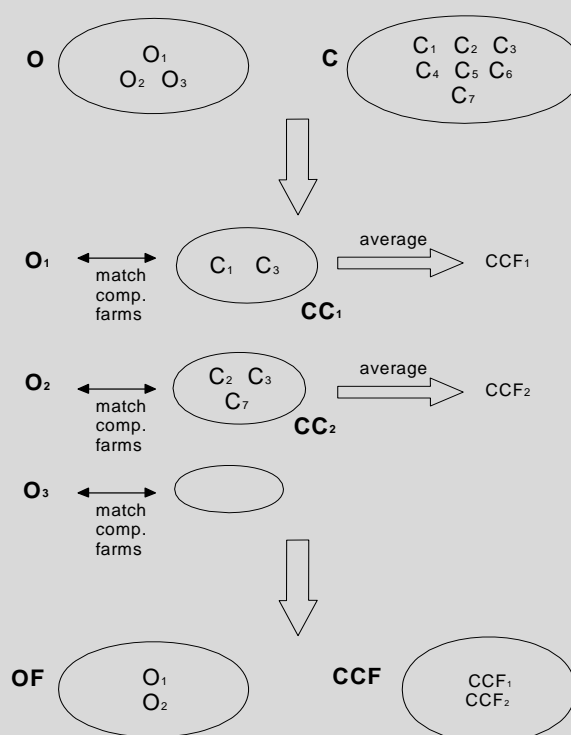 O
O₁
O₂ O₃
C
C₁ C₂ C₃
C₄ C₅ C₆
C₇
O₁
match
comp.
farms
C₁ C₃
CC₁
average
CCF₁
O₂
match
comp.
farms
C₂ C₃
C₇
CC₂
average
CCF₂
O₃
match
comp.
farms
OF
O₁
O₂
CCF
CCF₁
CCF₂